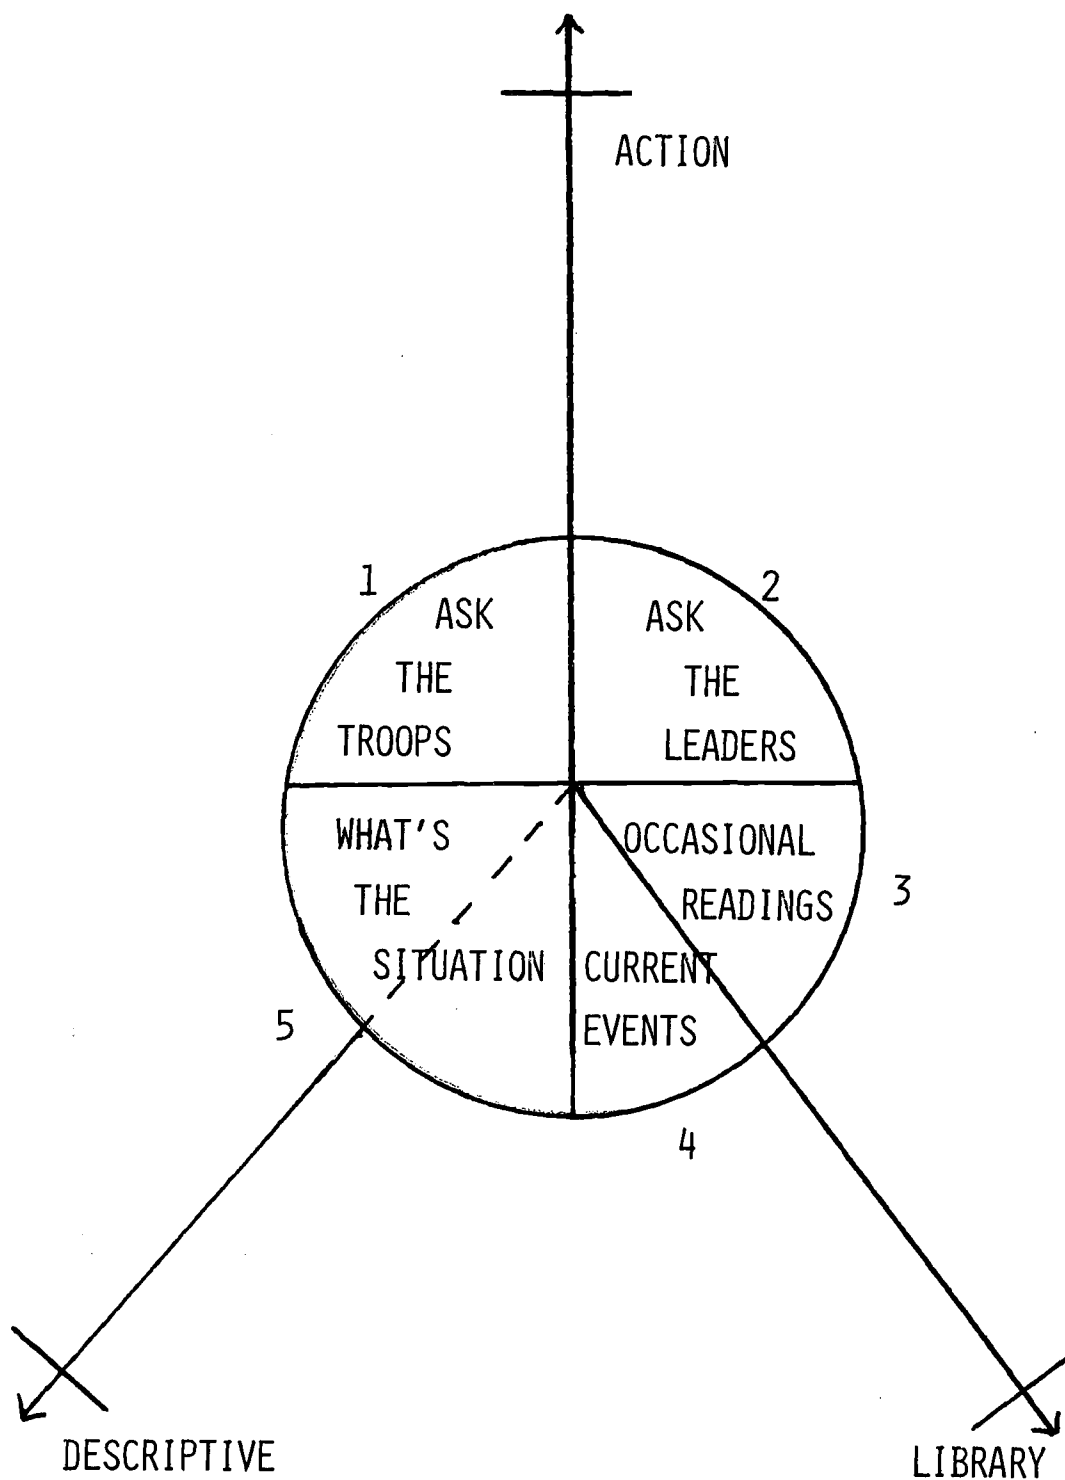 ACTION
1
2
ASK
THE
TROOPS
ASK
THE
LEADERS
WHAT'S
THE
SITUATION
OCCASIONAL
READINGS
3
CURRENT
EVENTS
5
4
DESCRIPTIVE
LIBRARY